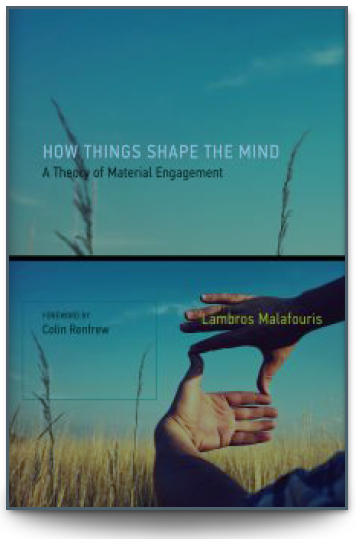 HOW THINGS SHAPE THE MIND
A Theory of Material Engagement
FOREWORD BY
Colin Renfrew
Lambros Malafouris